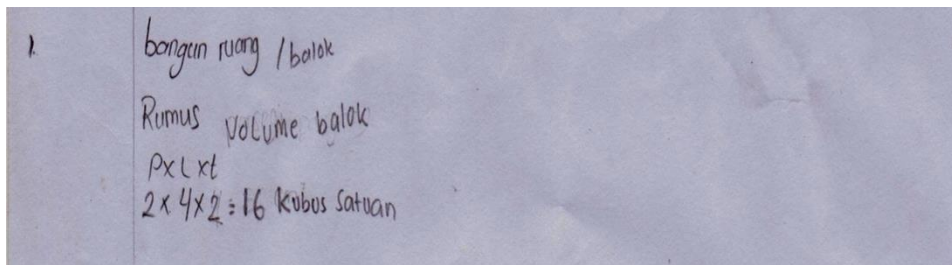 1. bangun ruang / balok
Rumus volume balok
P x L x t
2 x 4 x 2 = 16 kubus satuan